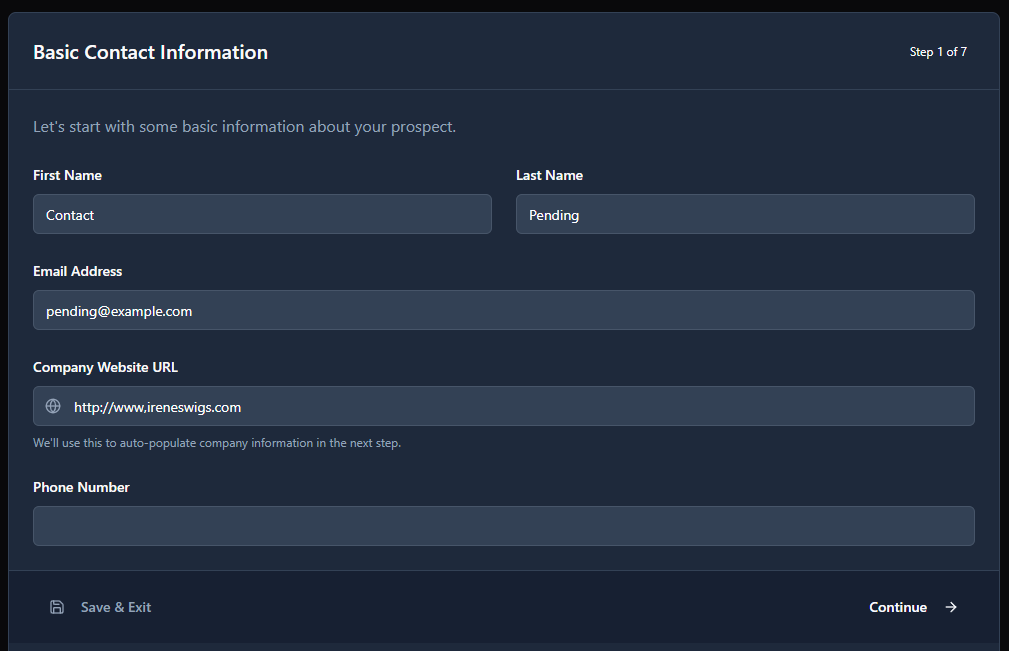 Basic Contact Information
Step 1 of 7
Let's start with some basic information about your prospect.
First Name
Last Name
Contact
Pending
Email Address
pending@example.com
Company Website URL
http://www,ireneswigs.com
We'll use this to auto-populate company information in the next step.
Phone Number
Save & Exit
Continue →